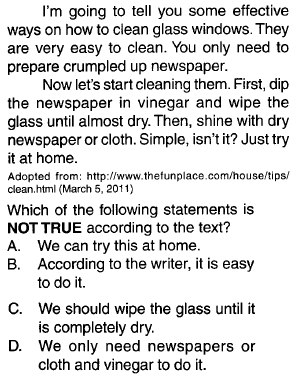 I'm going to tell you some effective
ways on how to clean glass windows. They
are very easy to clean. You only need to
prepare crumpled up newspaper.
Now let's start cleaning them. First, dip
the newspaper in vinegar and wipe the
glass until almost dry. Then, shine with dry
newspaper or cloth. Simple, isn't it? Just try
it at home.
Adopted from: http://www.thefunplace.com/house/tips/
clean.html (March 5, 2011)
Which of the following statements is
NOT TRUE according to the text?
A. We can try this at home.
B. According to the writer, it is easy
to do it.
C. We should wipe the glass until it
is completely dry.
D. We only need newspapers or
cloth and vinegar to do it.